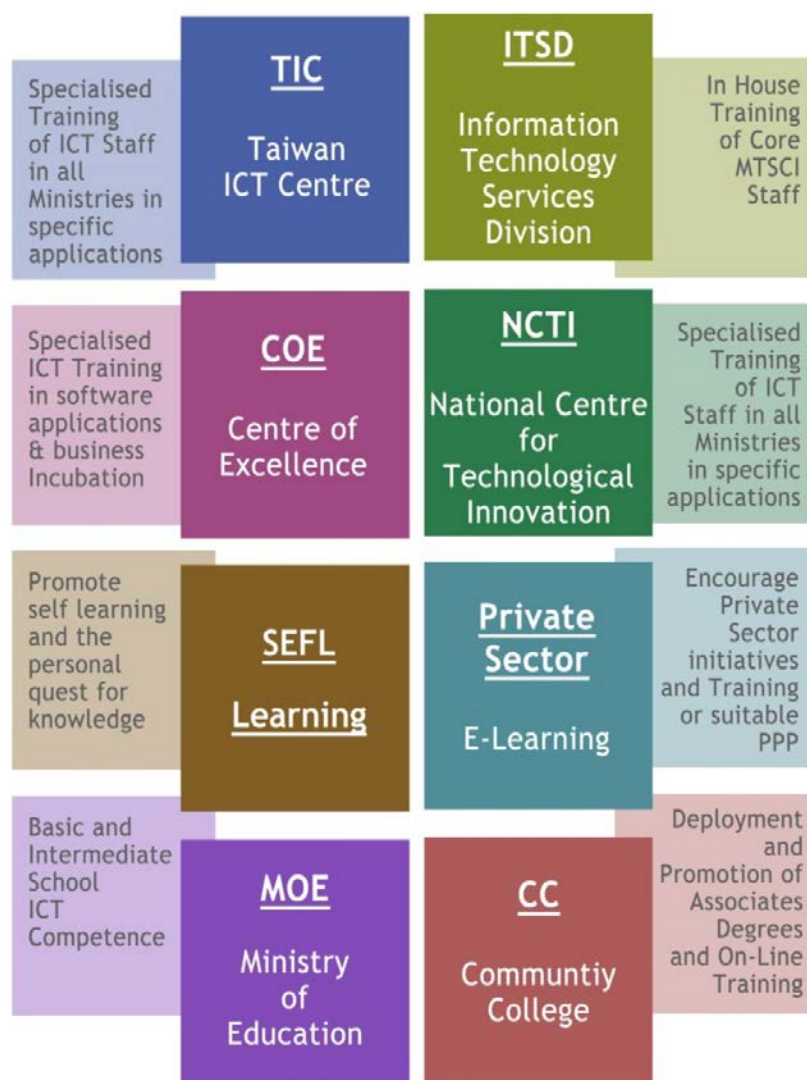 Specialised
Training
of ICT Staff
in all
Ministries in
specific
applications
TIC
Taiwan
ICT Centre
ITSD
Information
Technology
Services
Division
In House
Training
of Core
MTSCI
Staff
Specialised
ICT Training
in software
applications
& business
Incubation
COE
Centre of
Excellence
NCTI
National Centre
for
Technological
Innovation
Specialised
Training
of ICT
Staff in all
Ministries
in specific
applications
Promote
self learning
and the
personal
quest for
knowledge
SEFL
Learning
Private
Sector
E-Learning
Encourage
Private
Sector
initiatives
and Training
or suitable
PPP
Basic and
Intermediate
School
ICT
Competence
MOE
Ministry
of
Education
CC
Communtiy
College
Deployment
and
Promotion of
Associates
Degrees
and On-Line
Training